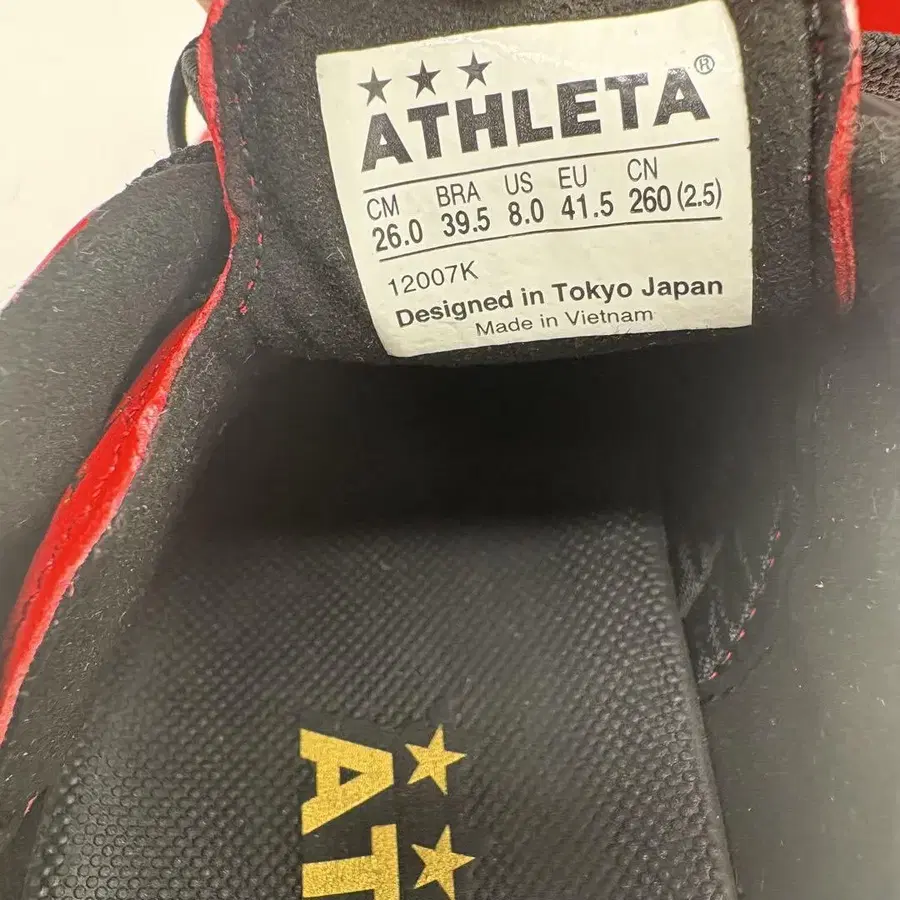 ★★★
ATHLETA®
CM BRA US EU CN
26.0 39.5 8.0 41.5 260 (2.5)
12007K
Designed in Tokyo Japan
Made in Vietnam
AT